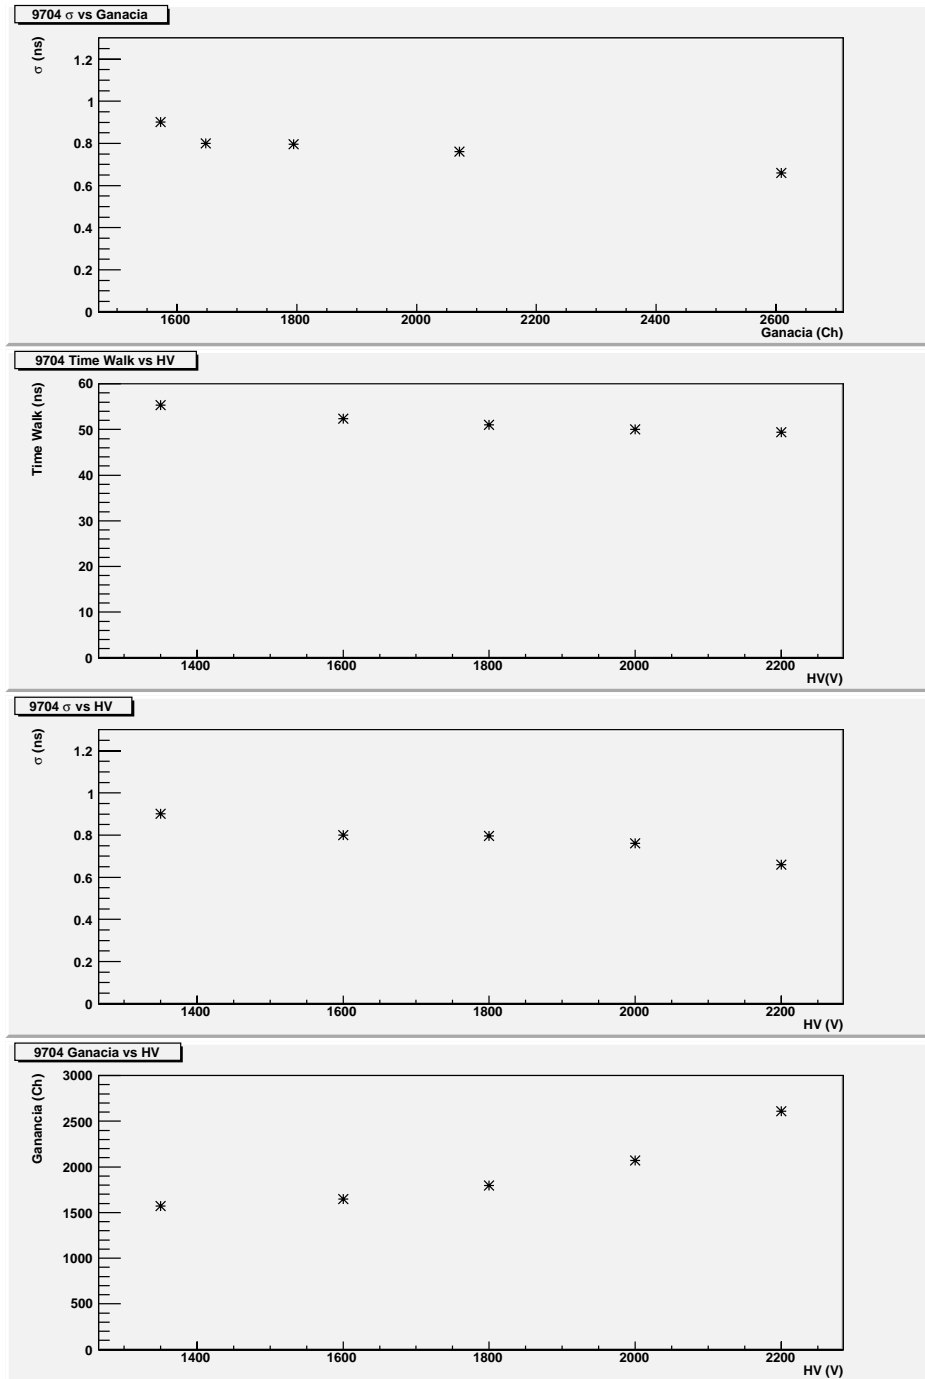 9704 σ vs Ganacia
σ (ns)
1.2
1
0.8
0.6
0.4
0.2
0
1600 1800 2000 2200 2400 2600
Ganacia (Ch)
9704 Time Walk vs HV
Time Walk (ns)
60
50
40
30
20
10
0
1400 1600 1800 2000 2200
HV(V)
9704 σ vs HV
σ (ns)
1.2
1
0.8
0.6
0.4
0.2
0
1400 1600 1800 2000 2200
HV (V)
9704 Ganacia vs HV
Ganancia (Ch)
3000
2500
2000
1500
1000
500
0
1400 1600 1800 2000 2200
HV (V)